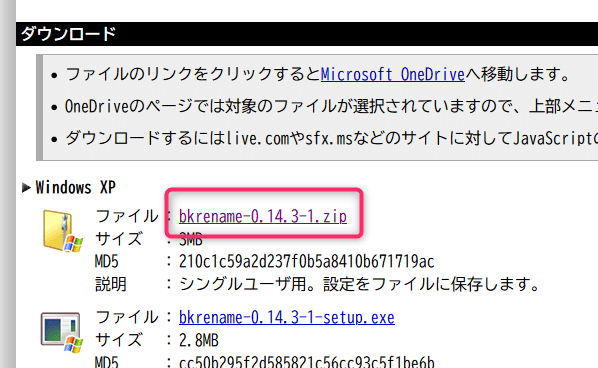 ダウンロード
• ファイルのリンクをクリックするとMicrosoft OneDriveへ移動します。
• OneDriveのページでは対象のファイルが選択されていますので、上部メニュ
• ダウンロードするにはlive.comやsfx.msなどのサイトに対してJavaScriptの
▶ Windows XP
ファイル：bkrename-0.14.3-1.zip
サイズ ：3MB
MD5 ：210c1c59a2d237f0b5a8410b671719ac
説明 ：シングルユーザ用。設定をファイルに保存します。
ファイル：bkrename-0.14.3-1-setup.exe
サイズ ：2.8MB
MD5 ：cc50b295f2d585821c56cc93c5f1be6b